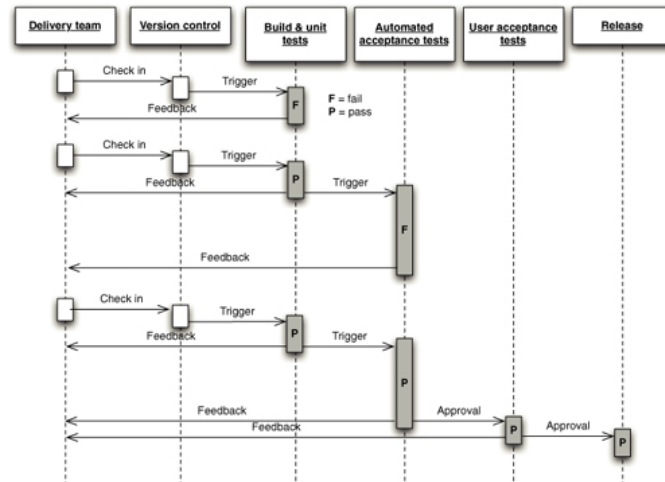 Delivery team
Version control
Build & unit
tests
Automated
acceptance tests
User acceptance
tests
Release
Check in
Trigger
Feedback
F
F = fail
P = pass
Check in
Trigger
Feedback
P
Trigger
F
Feedback
Check in
Trigger
Feedback
P
Trigger
P
Feedback
Approval
Feedback
P
Approval
P